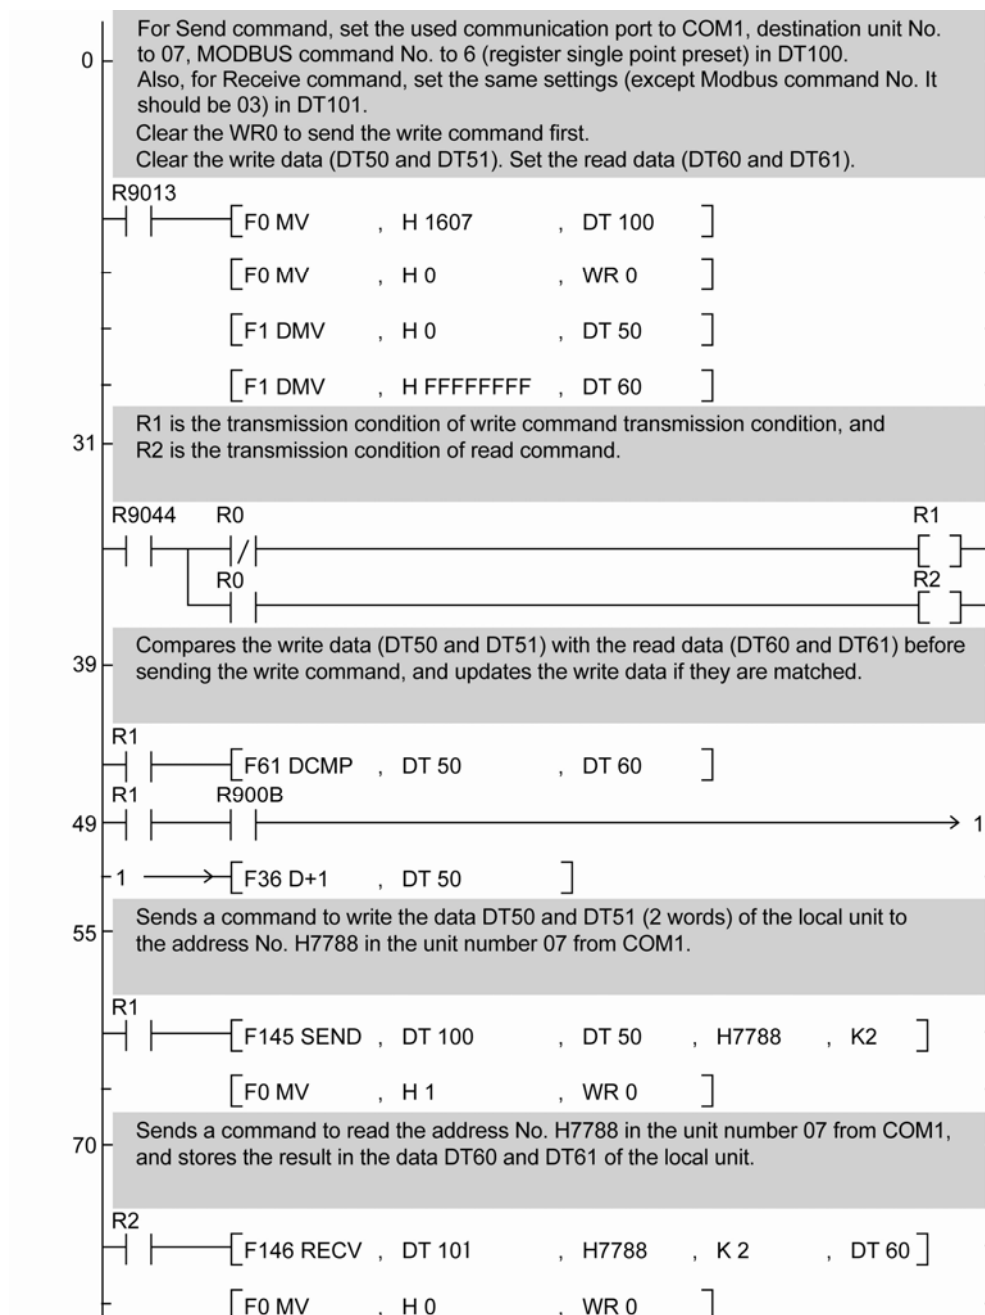 For Send command, set the used communication port to COM1, destination unit No.
0 to 07, MODBUS command No. to 6 (register single point preset) in DT100.
Also, for Receive command, set the same settings (except Modbus command No. It
should be 03) in DT101.
Clear the WR0 to send the write command first.
Clear the write data (DT50 and DT51). Set the read data (DT60 and DT61).
R9013
[F0 MV , H 1607 , DT 100 ]
[F0 MV , H 0 , WR 0 ]
[F1 DMV , H 0 , DT 50 ]
[F1 DMV , H FFFFFFFF , DT 60 ]
R1 is the transmission condition of write command transmission condition, and
31 R2 is the transmission condition of read command.
R9044 R0 R1
R0 R2
Compares the write data (DT50 and DT51) with the read data (DT60 and DT61) before
39 sending the write command, and updates the write data if they are matched.
R1
[F61 DCMP , DT 50 , DT 60 ]
R1 R900B
49 1
1 [F36 D+1 , DT 50 ]
Sends a command to write the data DT50 and DT51 (2 words) of the local unit to
55 the address No. H7788 in the unit number 07 from COM1.
R1
[F145 SEND , DT 100 , DT 50 , H7788 , K2 ]
[F0 MV , H 1 , WR 0 ]
Sends a command to read the address No. H7788 in the unit number 07 from COM1,
70 and stores the result in the data DT60 and DT61 of the local unit.
R2
[F146 RECV , DT 101 , H7788 , K 2 , DT 60 ]
[F0 MV , H 0 , WR 0 ]